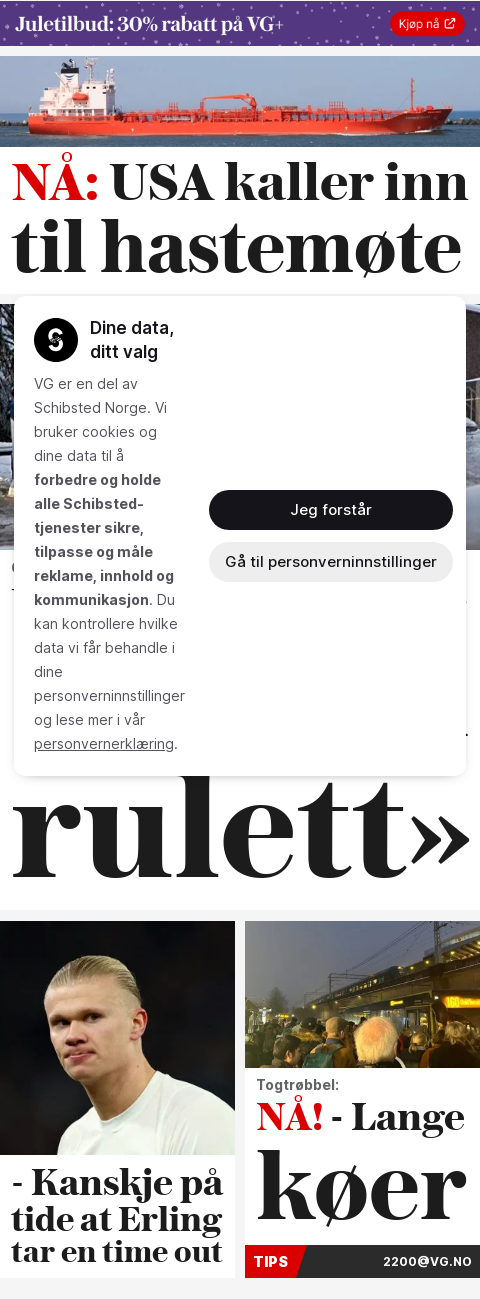 Juletilbud: 30% rabatt på VG+
Kjøp nå
NÅ: USA kaller inn
til hastemøte
Dine data,
ditt valg
VG er en del av
Schibsted Norge. Vi
bruker cookies og
dine data til å
forbedre og holde
alle Schibsted-
tjenester sikre,
tilpasse og måle
reklame, innhold og
kommunikasjon. Du
kan kontrollere hvilke
data vi får behandle i
dine
personverninnstillinger
og lese mer i vår
personvernerklæring.
Jeg forstår
Gå til personverninnstillinger
rulett»
- Kanskje på
tide at Erling
tar en time out
Togtrøbbel:
NÅ! - Lange
køer
TIPS 2200@VG.NO